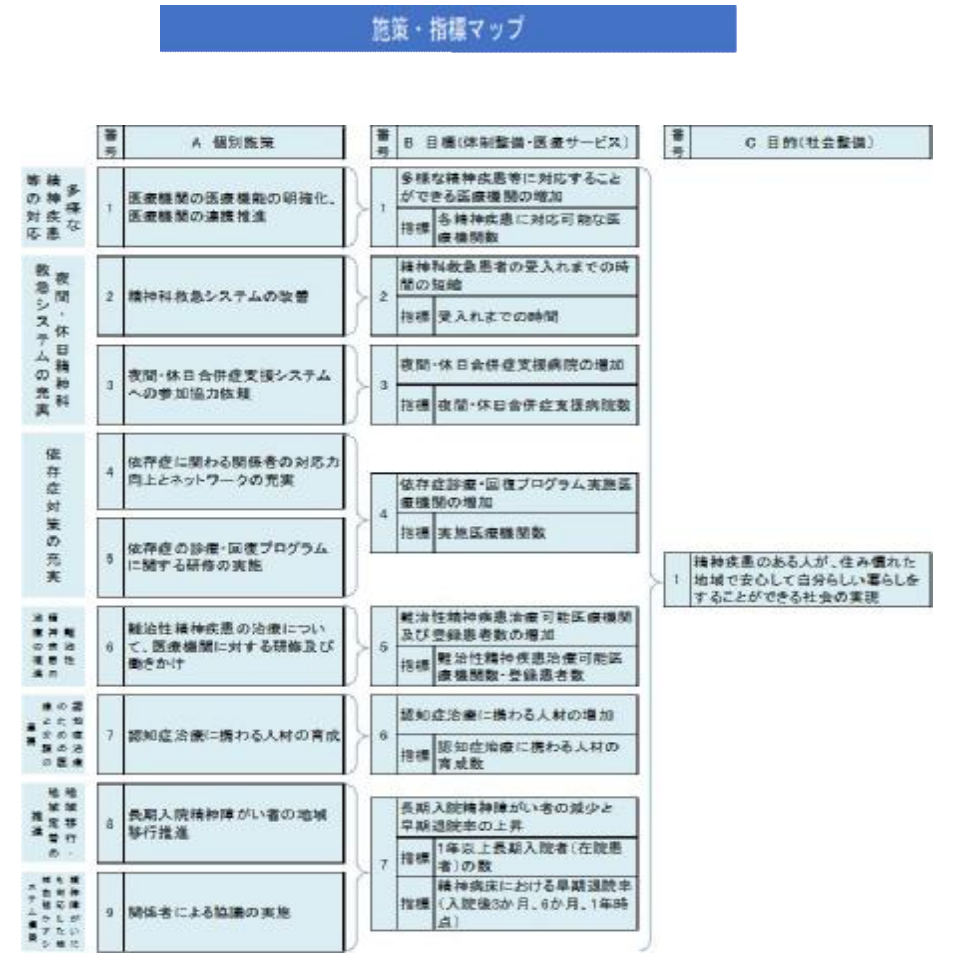 施策・指標マップ
番号
A 個別施策
番号
B 目標(体制整備・医療サービス)
番号
C 目的(社会整備)
多様な
精神疾患
等の対応
1
医療機関の医療機能の明確化、
医療機関の連携推進
1
多様な精神疾患等に対応すること
ができる医療機関の増加
指標
各精神疾患に対応可能な医
療機関数
夜間・休日精神科
救急システムの充実
2
精神科救急システムの改善
2
精神科救急患者の受入れまでの時
間の短縮
指標
受入れまでの時間
3
夜間・休日合併症支援システム
への参加協力依頼
3
夜間・休日合併症支援病院の増加
指標
夜間・休日合併症支援病院数
依存症対策の充実
4
依存症に関わる関係者の対応力
向上とネットワークの充実
5
依存症の診療・回復プログラム
に関する研修の実施
4
依存症診療・回復プログラム実施医
療機関の増加
指標
実施医療機関数
1
精神疾患のある人が、住み慣れた
地域で安心して自分らしい暮らしを
することができる社会の実現
6
難治性精神疾患の治療につい
て、医療機関に対する研修及び
働きかけ
5
難治性精神疾患治療可能医療機関
及び登録患者数の増加
指標
難治性精神疾患治療可能医
療機関数・登録患者数
7
認知症治療に携わる人材の育成
6
認知症治療に携わる人材の増加
指標
認知症治療に携わる人材の
育成数
地域移行・
地域定着の
推進
8
長期入院精神障がい者の地域
移行推進
7
長期入院精神障がい者の減少と
早期退院率の上昇
指標
1年以上長期入院者(在院患
者)の数
指標
精神病床における早期退院率
(入院後3か月、6か月、1年時
点)
9
関係者による協議の実施